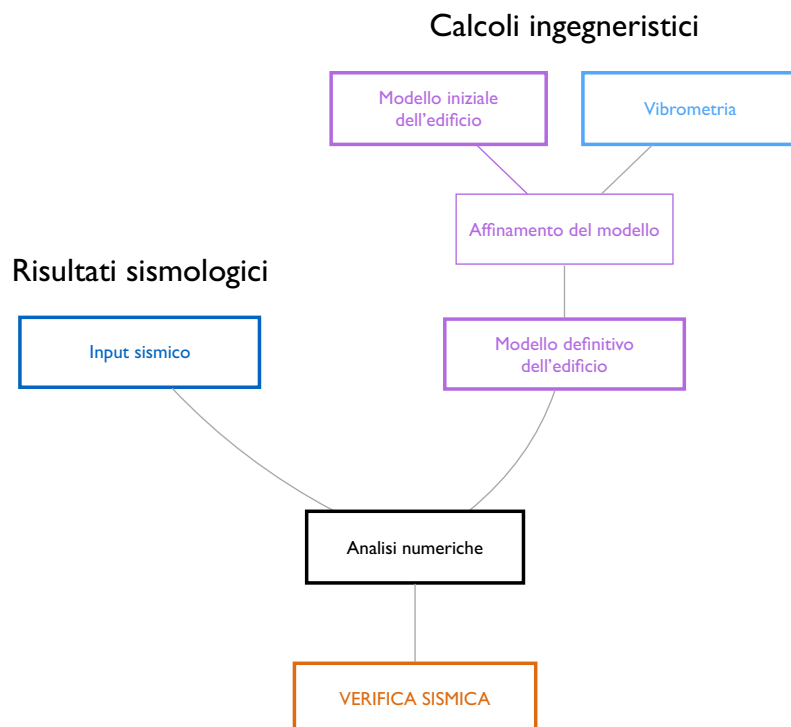 Calcoli ingegneristici
Modello iniziale
dell'edificio
Vibrometria
Affinamento del modello
Risultati sismologici
Input sismico
Modello definitivo
dell'edificio
Analisi numeriche
VERIFICA SISMICA